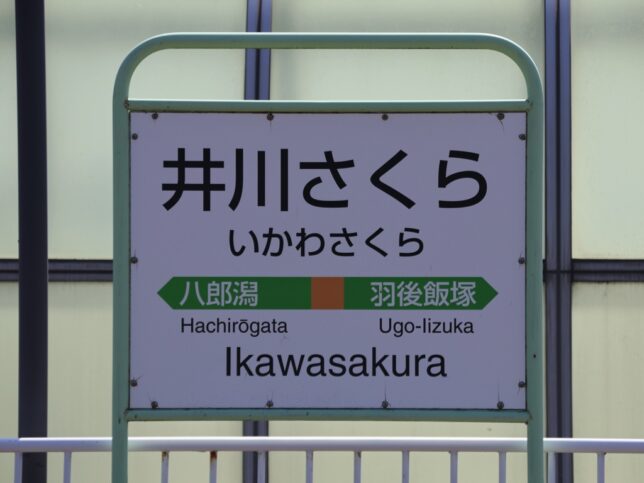 井川さくら
いかわさくら
八郎潟 羽後飯塚
Hachirōgata Ugo-Iizuka
Ikawasakura